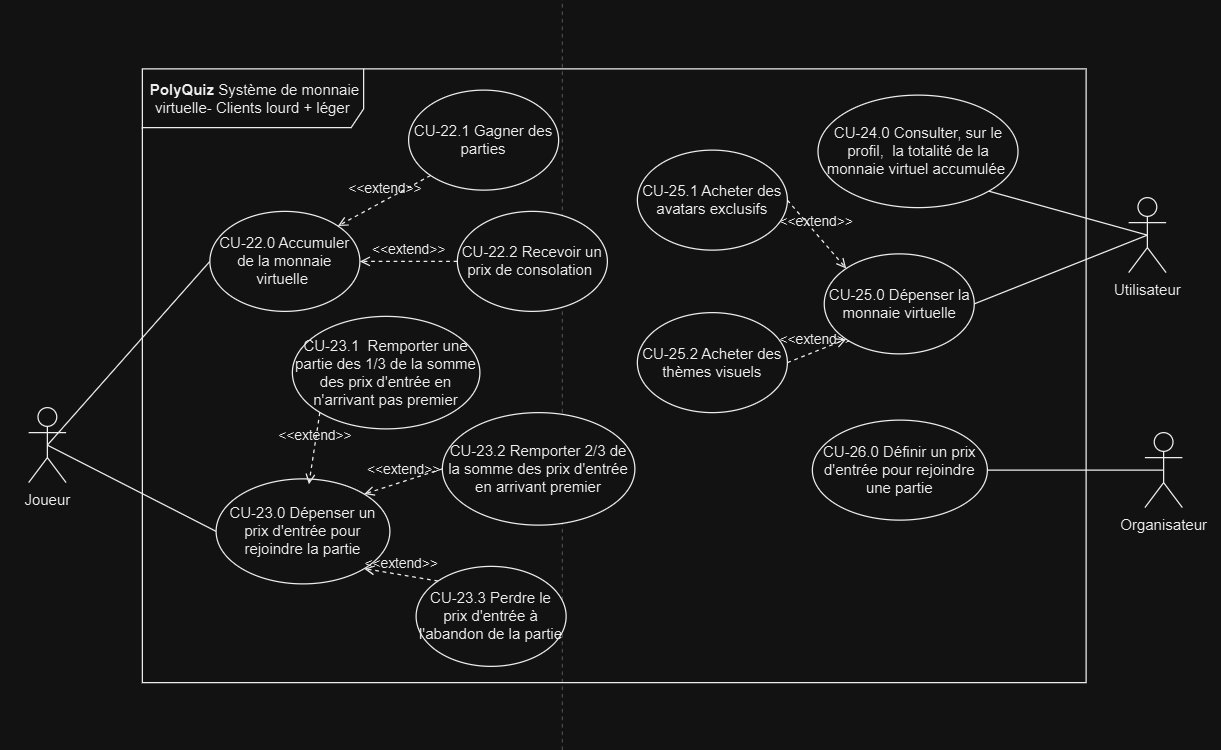 PolyQuiz Système de monnaie
virtuelle- Clients lourd + léger
CU-22.1 Gagner des
parties
<<extend>>
CU-22.0 Accumuler
de la monnaie
virtuelle
<<extend>>
CU-22.2 Recevoir un
prix de consolation
CU-23.1  Remporter une
partie des 1/3 de la somme
des prix d'entrée en
n'arrivant pas premier
<<extend>>
CU-23.2 Remporter 2/3 de
la somme des prix d'entrée
en arrivant premier
<<extend>>
CU-23.0 Dépenser un
prix d'entrée pour
rejoindre la partie
<<extend>>
CU-23.3 Perdre le
prix d'entrée à
l'abandon de la partie
Joueur
CU-24.0 Consulter, sur le
profil,  la totalité de la
monnaie virtuel accumulée
CU-25.1 Acheter des
avatars exclusifs
<<extend>>
CU-25.0 Dépenser la
monnaie virtuelle
<<extend>>
CU-25.2 Acheter des
thèmes visuels
Utilisateur
CU-26.0 Définir un prix
d'entrée pour rejoindre
une partie
Organisateur